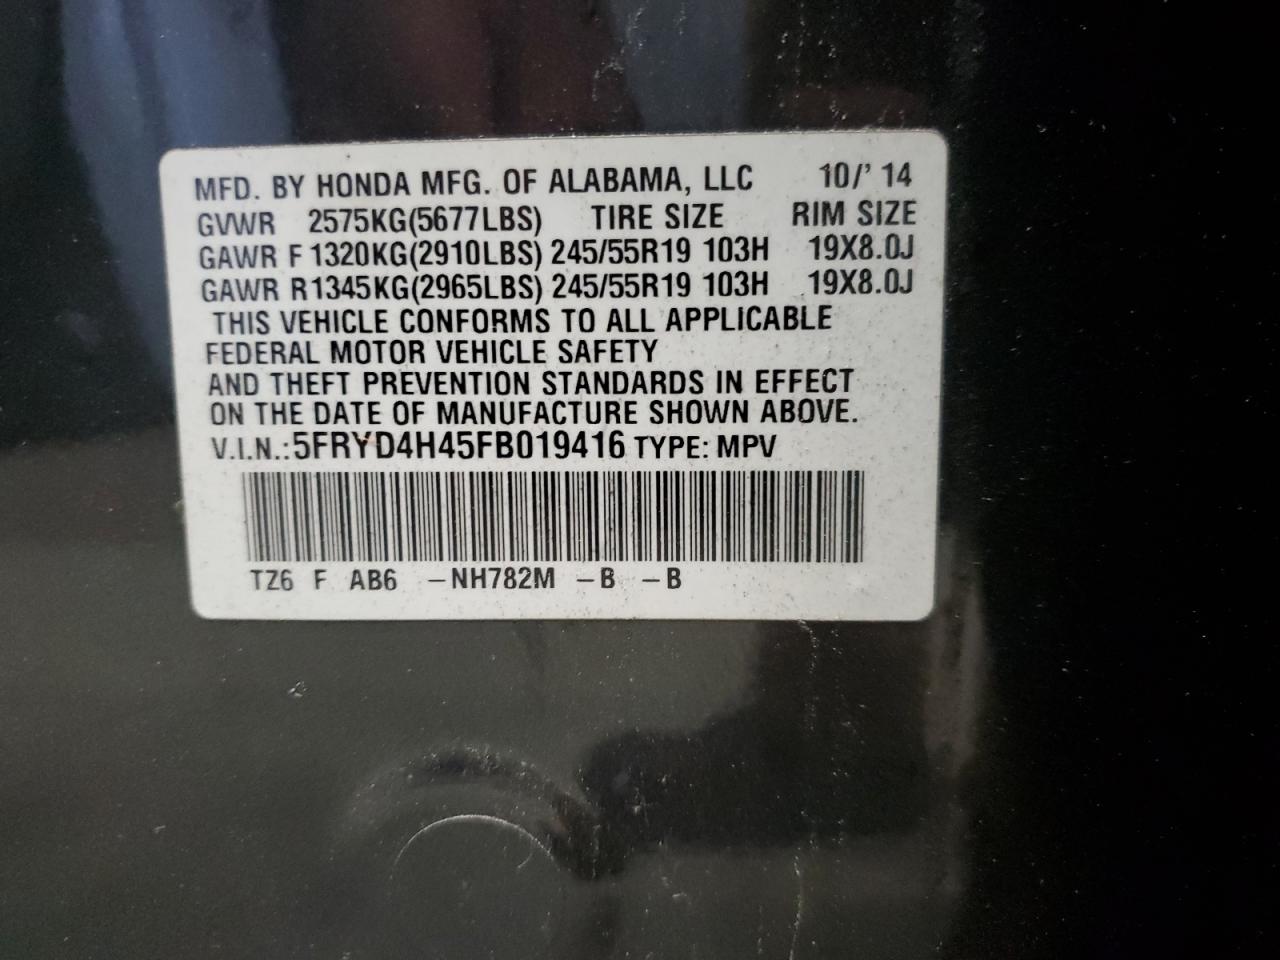 MFD. BY HONDA MFG. OF ALABAMA, LLC 10/' 14
GVWR 2575KG(5677LBS) TIRE SIZE RIM SIZE
GAWR F 1320KG(2910LBS) 245/55R19 103H 19X8.0J
GAWR R1345KG(2965LBS) 245/55R19 103H 19X8.0J
THIS VEHICLE CONFORMS TO ALL APPLICABLE
FEDERAL MOTOR VEHICLE SAFETY
AND THEFT PREVENTION STANDARDS IN EFFECT
ON THE DATE OF MANUFACTURE SHOWN ABOVE.
V.I.N.:5FRYD4H45FB019416 TYPE: MPV
TZ6 F AB6 -NH782M -B -B